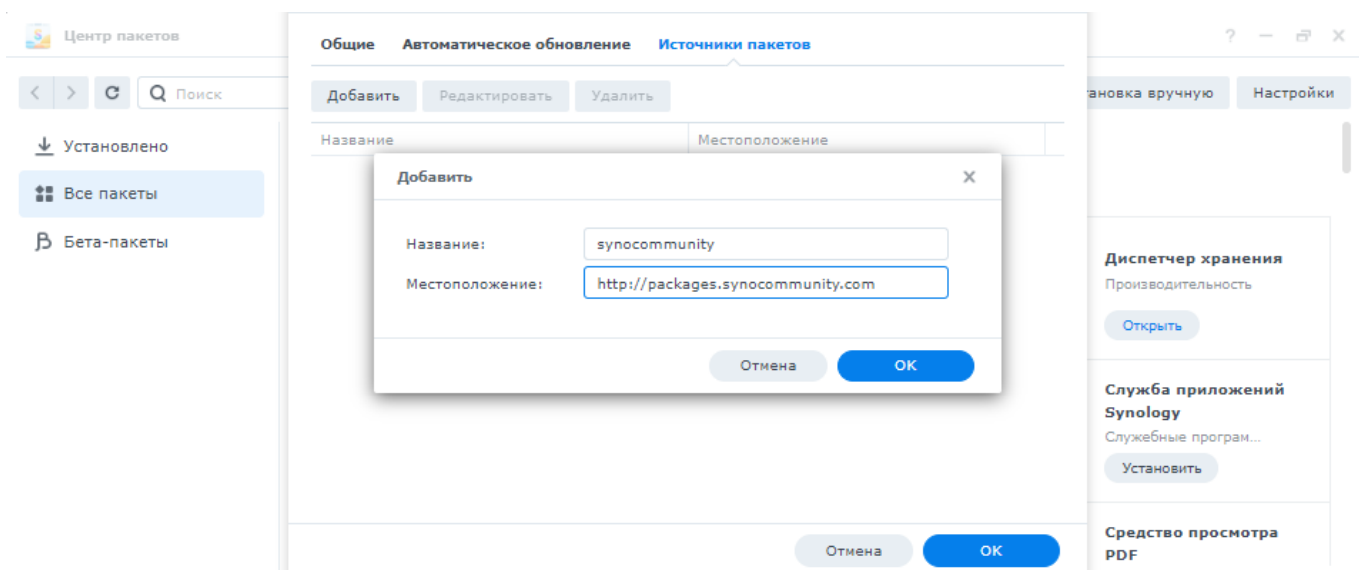 Центр пакетов
Общие Автоматическое обновление Источники пакетов
Поиск
Добавить Редактировать Удалить
вручную Настройки
Установлено
Все пакеты
Бета-пакеты
Название Местоположение
Добавить
Название: synocommunity
Местоположение: http://packages.synocommunity.com
Отмена OK
Диспетчер хранения
Производительность
Открыть
Служба приложений
Synology
Служебные програм...
Установить
Средство просмотра
PDF
Отмена OK